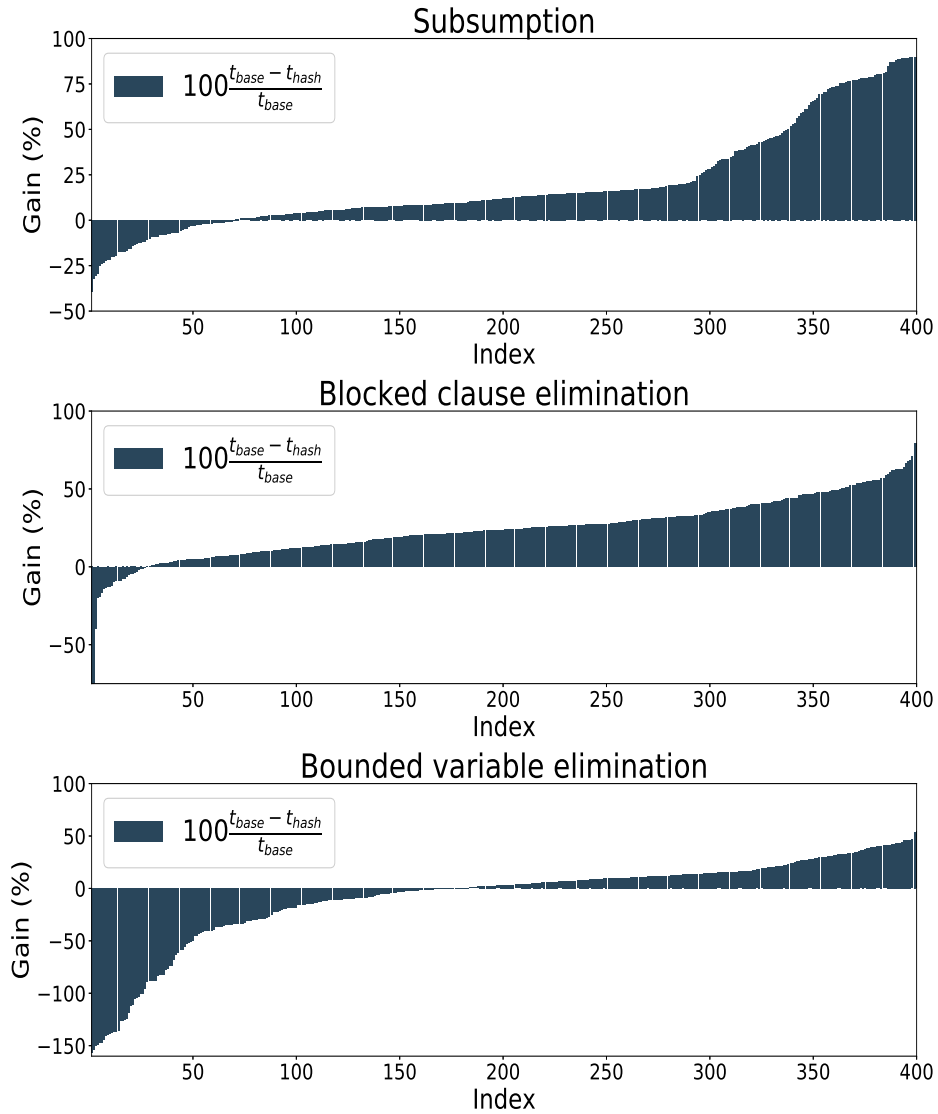 Subsumption
100
75
50
25
0
−25
−50
Gain (%)
100 t_base − t_hash / t_base
50 100 150 200 250 300 350 400
Index
Blocked clause elimination
100
50
0
−50
Gain (%)
100 t_base − t_hash / t_base
50 100 150 200 250 300 350 400
Index
Bounded variable elimination
100
50
0
−50
−100
−150
Gain (%)
100 t_base − t_hash / t_base
50 100 150 200 250 300 350 400
Index